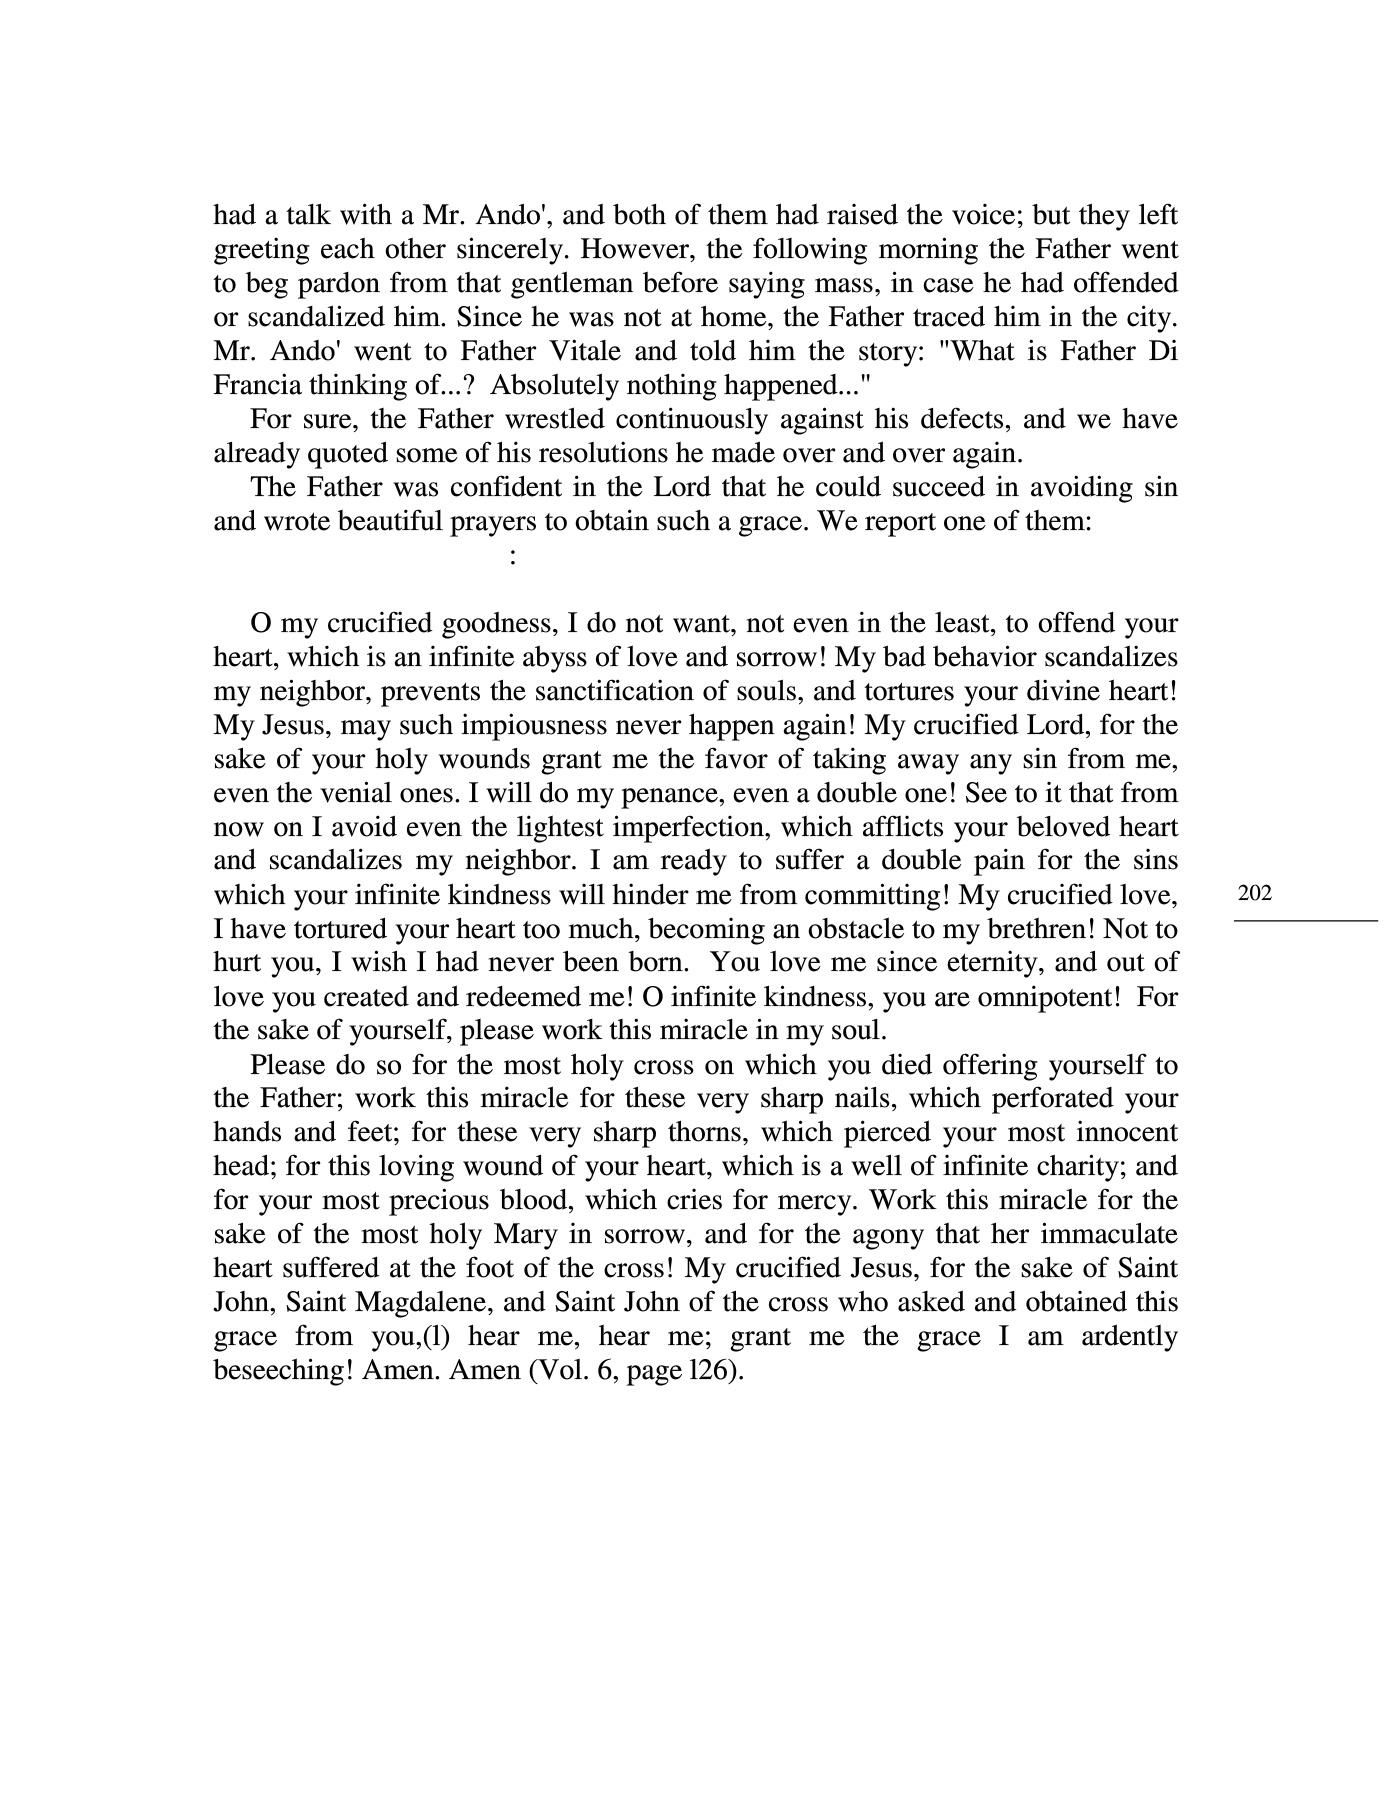 had a talk with a Mr. Ando', and both of them had raised the voice; but they left
greeting each other sincerely. However, the following morning the Father went
to beg pardon from that gentleman before saying mass, in case he had offended
or scandalized him. Since he was not at home, the Father traced him in the city.
Mr. Ando' went to Father Vitale and told him the story: "What is Father Di
Francia thinking of...?  Absolutely nothing happened..."
For sure, the Father wrestled continuously against his defects, and we have
already quoted some of his resolutions he made over and over again.
The Father was confident in the Lord that he could succeed in avoiding sin
and wrote beautiful prayers to obtain such a grace. We report one of them:
:
O my crucified goodness, I do not want, not even in the least, to offend your
heart, which is an infinite abyss of love and sorrow! My bad behavior scandalizes
my neighbor, prevents the sanctification of souls, and tortures your divine heart!
My Jesus, may such impiousness never happen again! My crucified Lord, for the
sake of your holy wounds grant me the favor of taking away any sin from me,
even the venial ones. I will do my penance, even a double one! See to it that from
now on I avoid even the lightest imperfection, which afflicts your beloved heart
and scandalizes my neighbor. I am ready to suffer a double pain for the sins
which your infinite kindness will hinder me from committing! My crucified love,
I have tortured your heart too much, becoming an obstacle to my brethren! Not to
hurt you, I wish I had never been born.  You love me since eternity, and out of
love you created and redeemed me! O infinite kindness, you are omnipotent!  For
the sake of yourself, please work this miracle in my soul.
Please do so for the most holy cross on which you died offering yourself to
the Father; work this miracle for these very sharp nails, which perforated your
hands and feet; for these very sharp thorns, which pierced your most innocent
head; for this loving wound of your heart, which is a well of infinite charity; and
for your most precious blood, which cries for mercy. Work this miracle for the
sake of the most holy Mary in sorrow, and for the agony that her immaculate
heart suffered at the foot of the cross! My crucified Jesus, for the sake of Saint
John, Saint Magdalene, and Saint John of the cross who asked and obtained this
grace from you,(l) hear me, hear me; grant me the grace I am ardently
beseeching! Amen. Amen (Vol. 6, page l26).
202